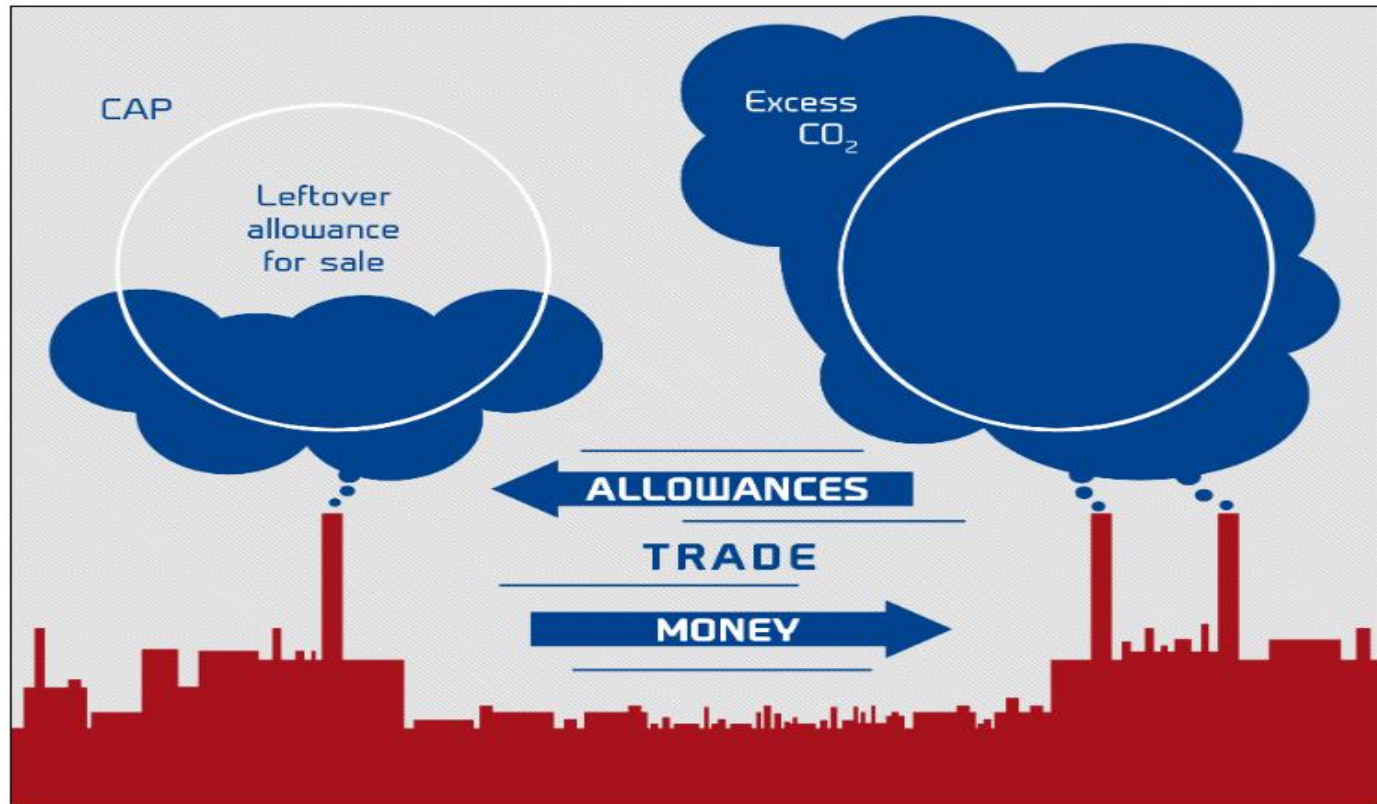 CAP
Leftover
allowance
for sale
Excess
CO₂
ALLOWANCES
TRADE
MONEY